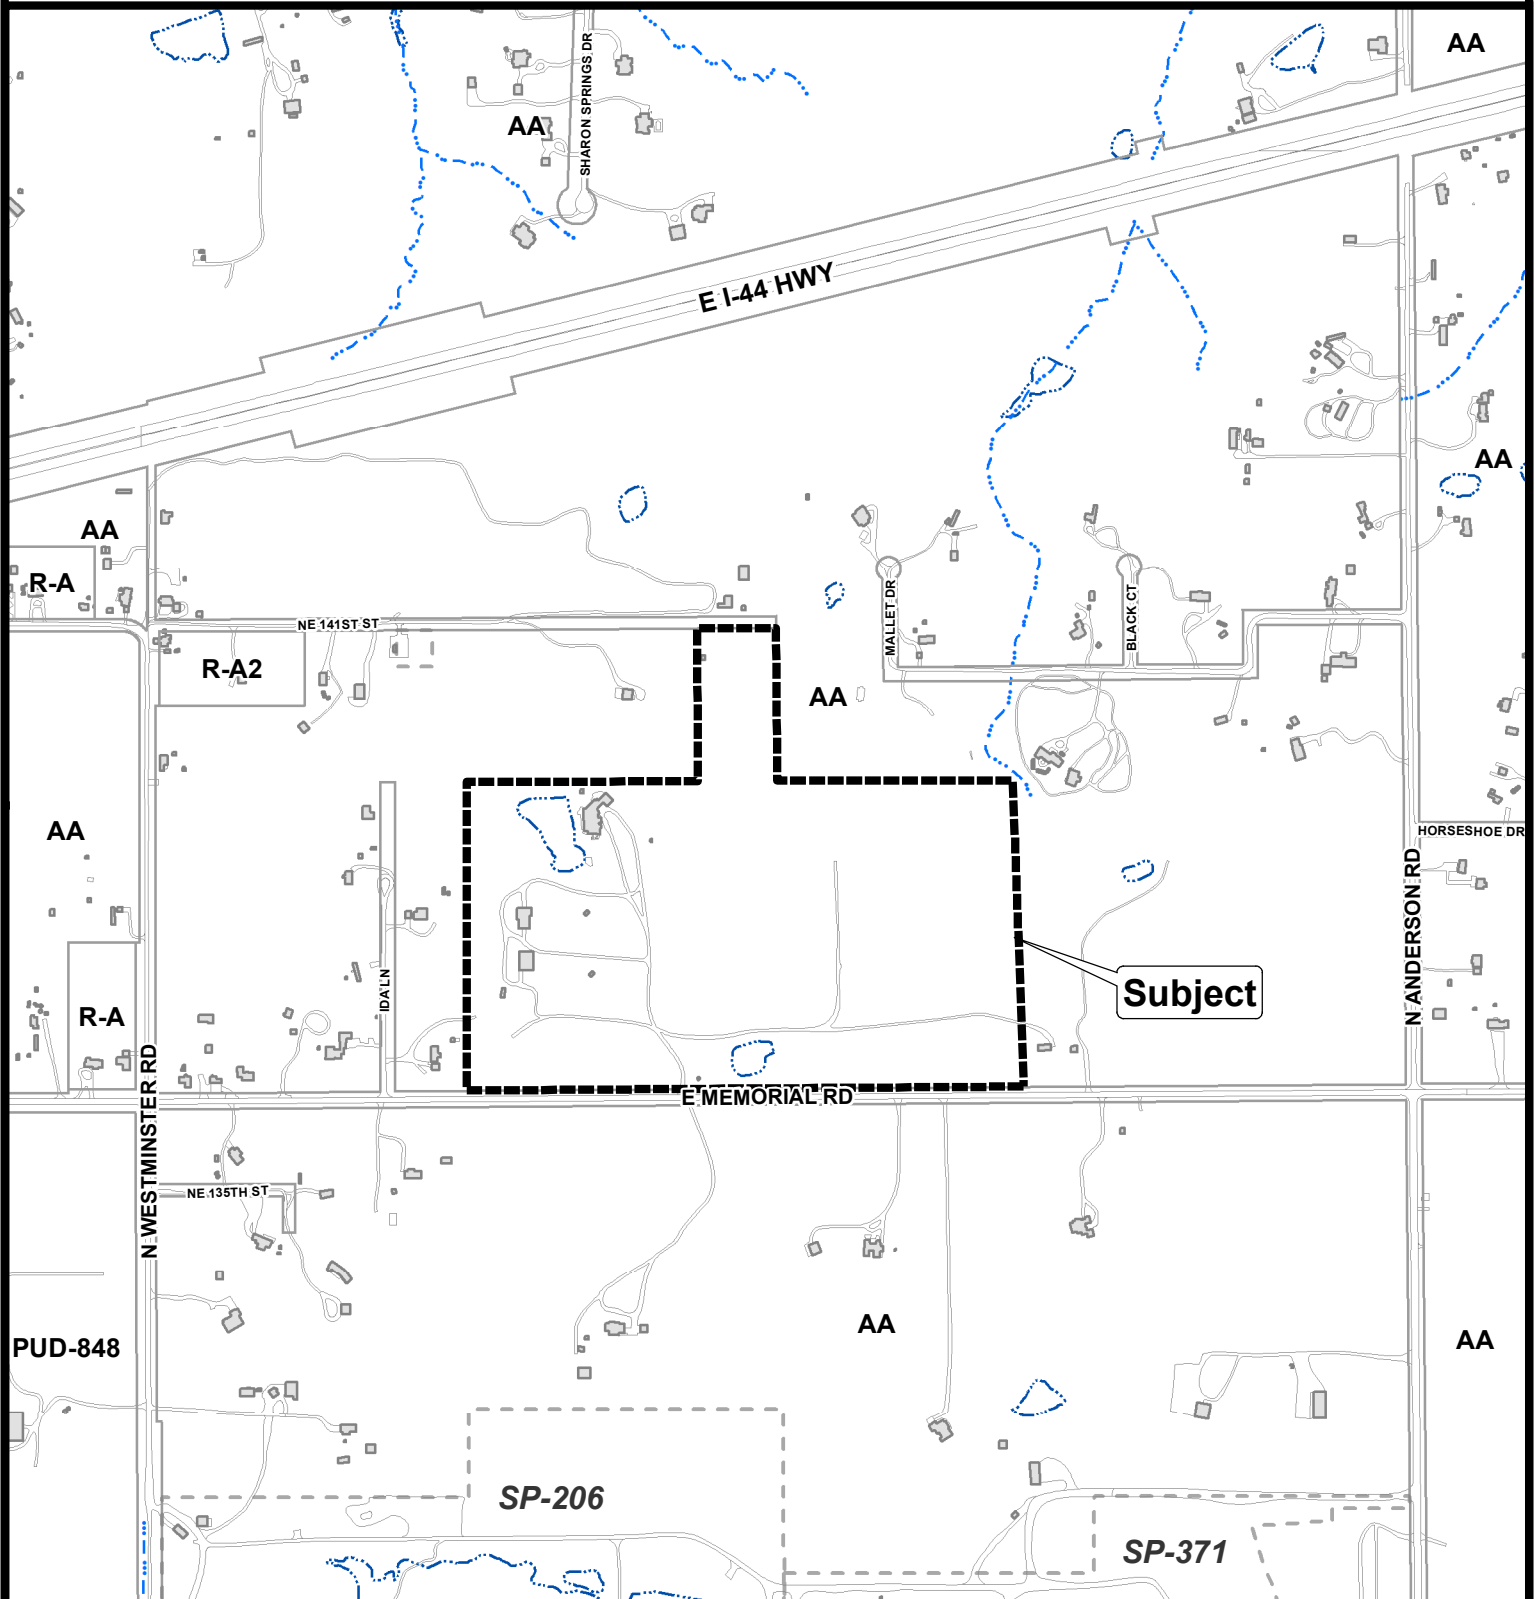 AA
SHARON SPRINGS DR
AA
E I-44 HWY
AA
AA
R-A
MALLET DR
BLACK CT
NE 141ST ST
R-A2
AA
AA
HORSESHOE DR
N ANDERSON RD
IDA LN
Subject
R-A
N WESTMINSTER RD
E MEMORIAL RD
NE 135TH ST
AA
AA
PUD-848
SP-206
SP-371